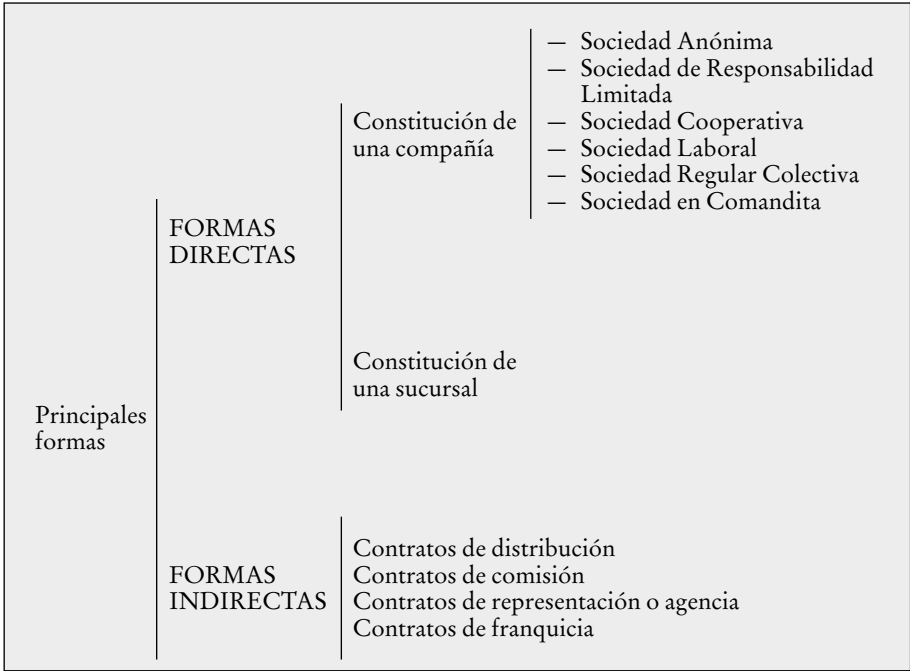 Principales
formas
FORMAS
DIRECTAS
Constitución de
una compañía
— Sociedad Anónima
— Sociedad de Responsabilidad
Limitada
— Sociedad Cooperativa
— Sociedad Laboral
— Sociedad Regular Colectiva
— Sociedad en Comandita
Constitución de
una sucursal
FORMAS
INDIRECTAS
Contratos de distribución
Contratos de comisión
Contratos de representación o agencia
Contratos de franquicia